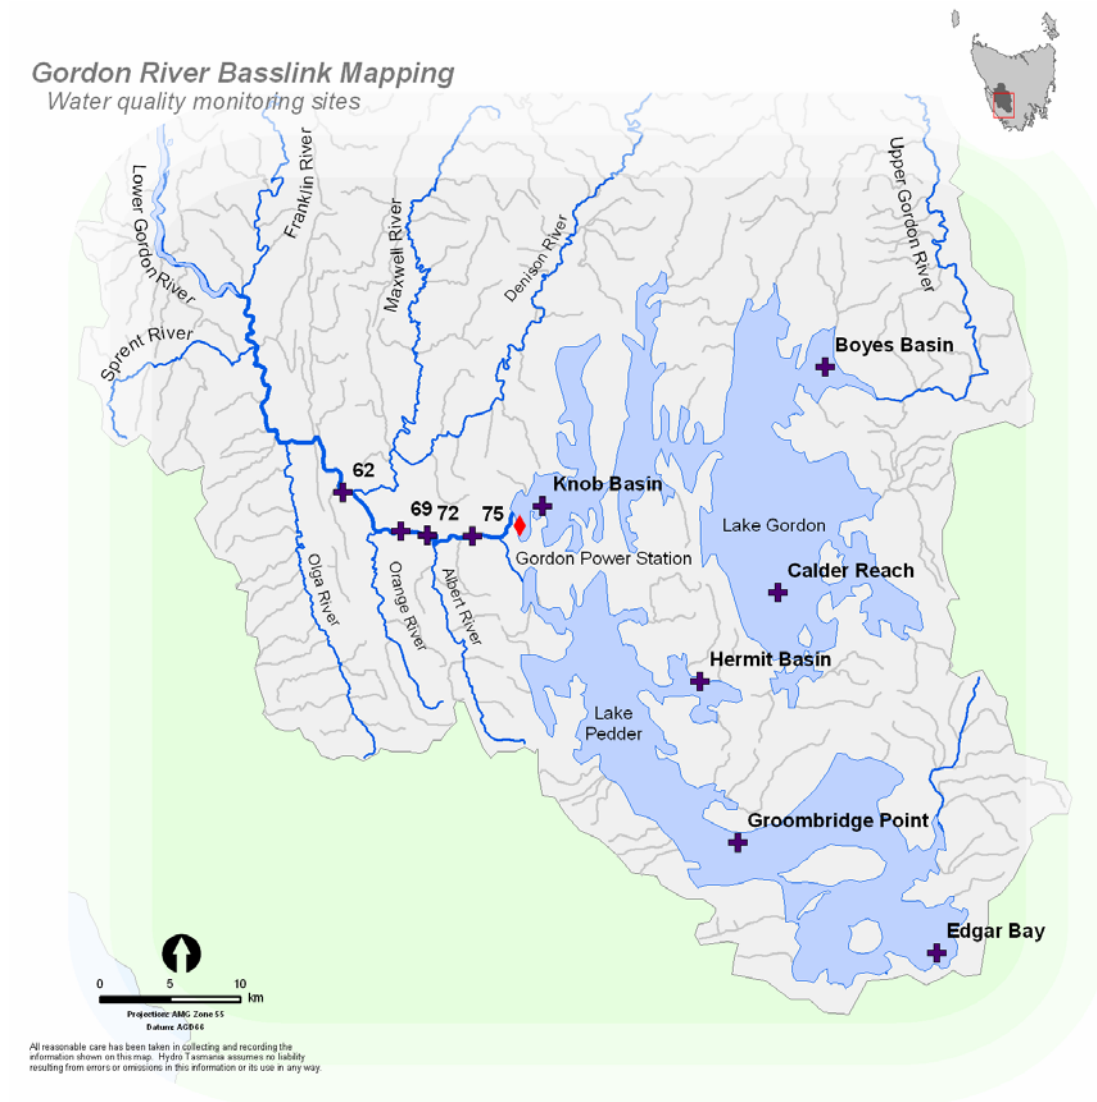 Gordon River Basslink Mapping
Water quality monitoring sites
Lower Gordon River
Franklin River
Maxwell River
Denison River
Upper Gordon River
Sprent River
Boyes Basin
62
Knob Basin
69
72
75
Lake Gordon
Gordon Power Station
Calder Reach
Olga River
Orange River
Albert River
Hermit Basin
Lake
Pedder
Groombridge Point
Edgar Bay
0 5 10
km
Projection: AMG Zone 55
Datum: AGD66
All reasonable care has been taken in collecting and recording the
information shown on this map. Hydro Tasmania assumes no liability
resulting from errors or omissions in this information or its use in any way.